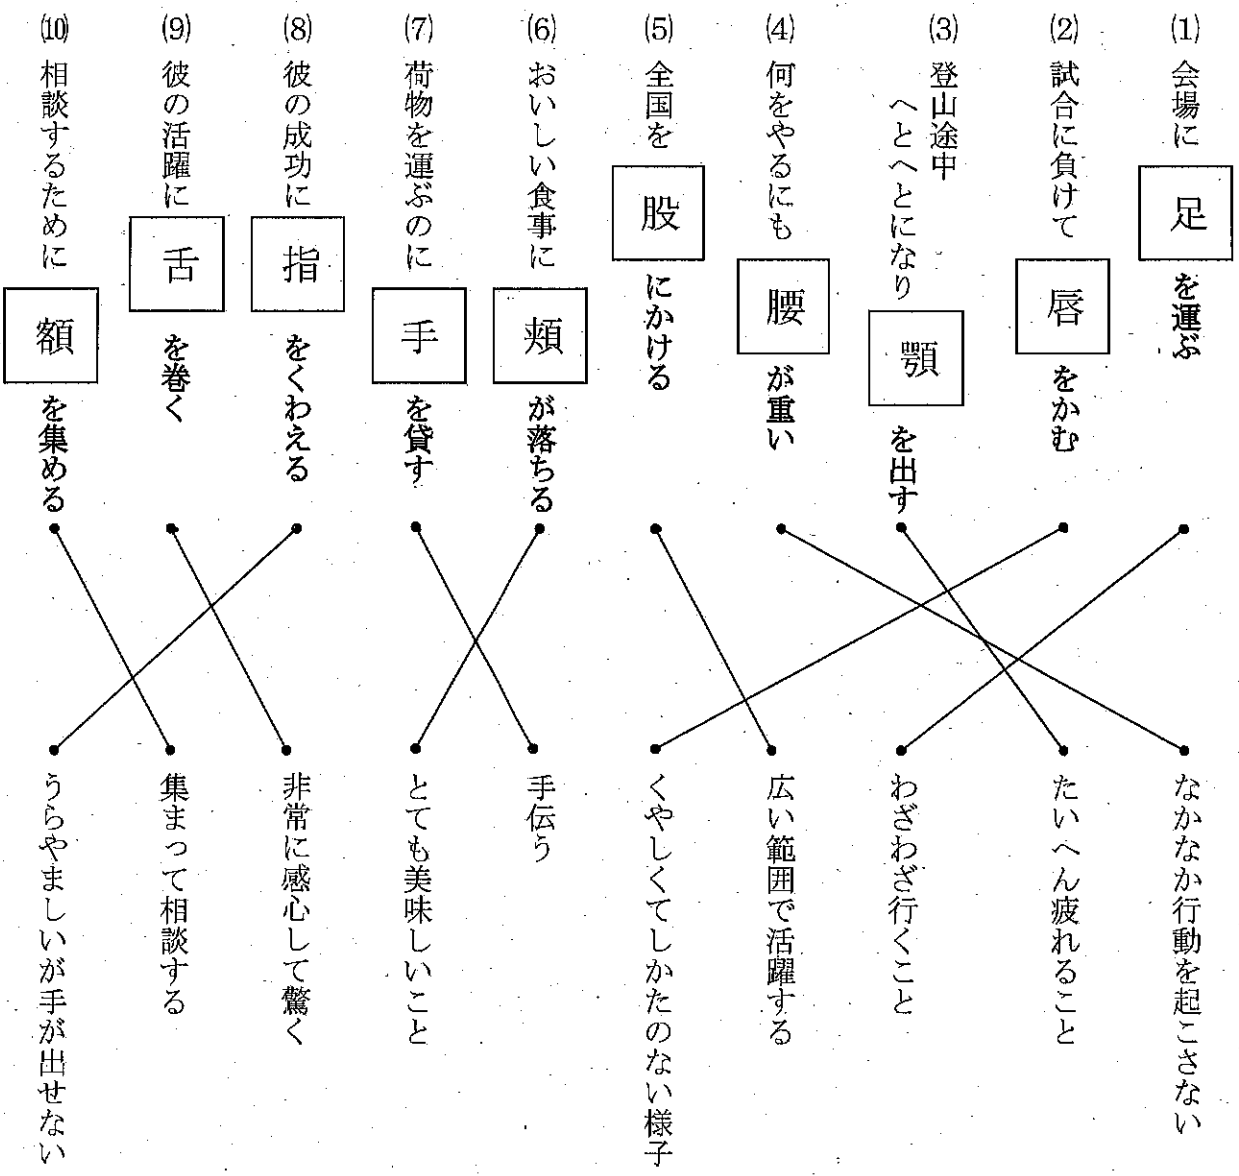 (1) 会場に 足 を運ぶ
(2) 試合に負けて 唇 をかむ
(3) 登山途中
へとへとになり 顎 を出す
(4) 何をやるにも 腰 が重い
(5) 全国を 股 にかける
(6) おいしい食事に 頬 が落ちる
(7) 荷物を運ぶのに 手 を貸す
(8) 彼の成功に 指 をくわえる
(9) 彼の活躍に 舌 を巻く
(10) 相談するために 額 を集める
なかなか行動を起こさない
たいへん疲れること
わざわざ行くこと
広い範囲で活躍する
くやしくてしかたのない様子
手伝う
とても美味しいこと
非常に感心して驚く
集まって相談する
うらやましいが手が出せない